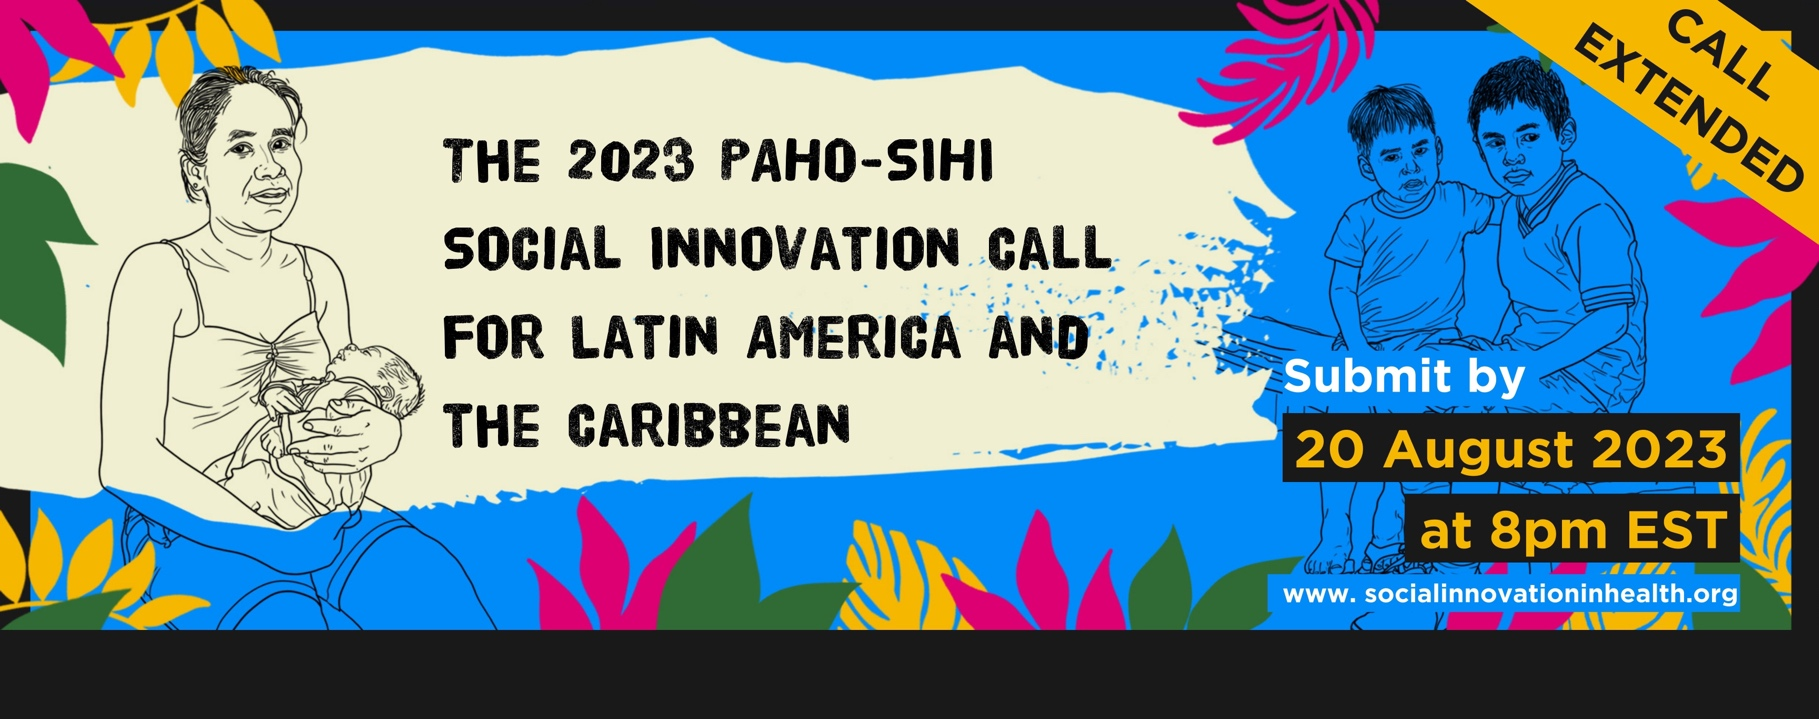 THE 2023 PAHO-SIHI
SOCIAL INNOVATION CALL
FOR LATIN AMERICA AND
THE CARIBBEAN
CALL
EXTENDED
Submit by
20 August 2023
at 8pm EST
www. socialinnovationinhealth.org